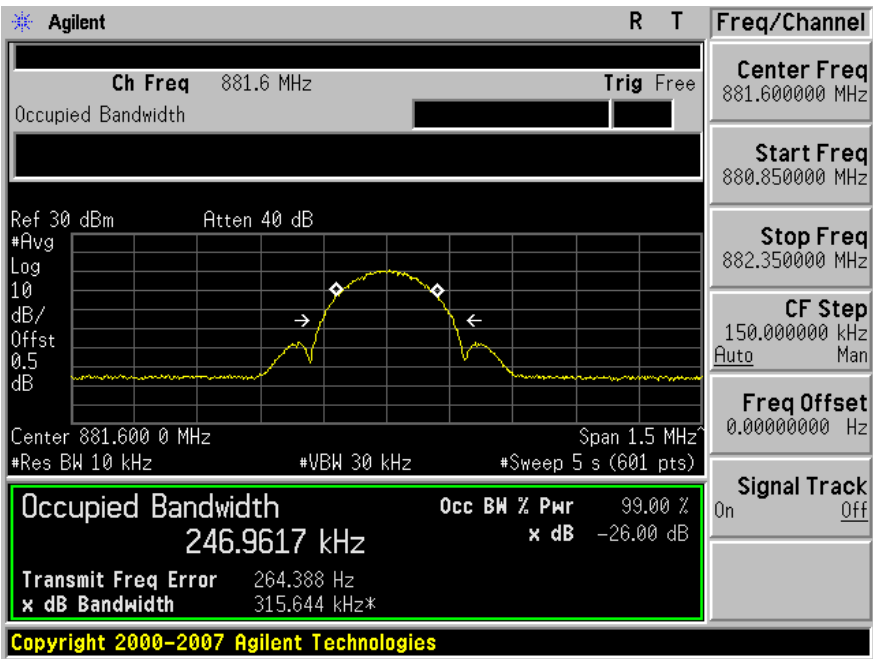 Agilent R T
Freq/Channel
Ch Freq 881.6 MHz Trig Free
Occupied Bandwidth
Center Freq
881.600000 MHz
Start Freq
880.850000 MHz
Stop Freq
882.350000 MHz
CF Step
150.000000 kHz
Auto Man
Freq Offset
0.00000000 Hz
Signal Track
On Off
Ref 30 dBm Atten 40 dB
#Avg
Log
10
dB/
Offst
0.5
dB
Center 881.600 0 MHz Span 1.5 MHz^
#Res BW 10 kHz #VBW 30 kHz #Sweep 5 s (601 pts)
Occupied Bandwidth Occ BW % Pwr 99.00 %
246.9617 kHz x dB -26.00 dB
Transmit Freq Error 264.388 Hz
x dB Bandwidth 315.644 kHz*
Copyright 2000-2007 Agilent Technologies